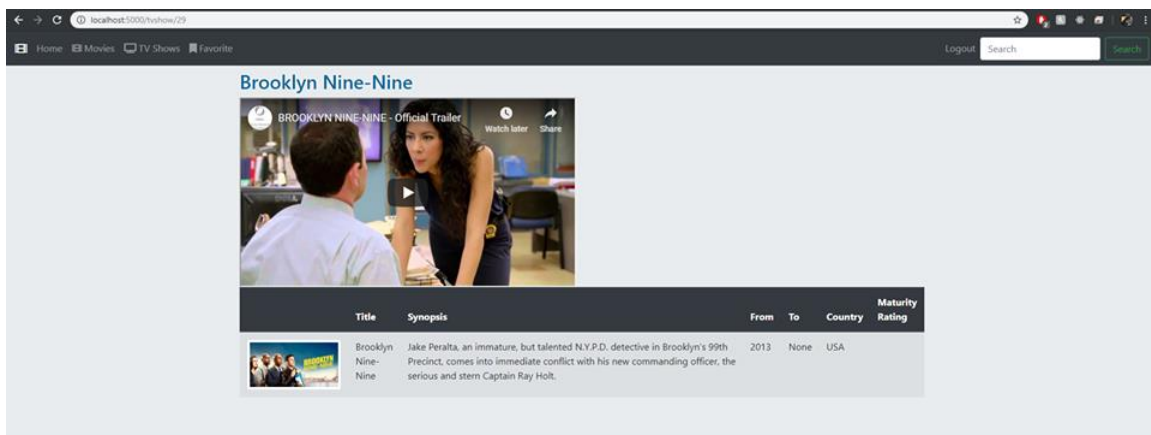 localhost:5000/tvshow/29
Home Movies TV Shows Favorite Logout Search Search
Brooklyn Nine-Nine
BROOKLYN NINE-NINE - Official Trailer
Watch later Share
Title Synopsis From To Country Maturity Rating
Brooklyn Nine-Nine
Jake Peralta, an immature, but talented N.Y.P.D. detective in Brooklyn's 99th
Precinct, comes into immediate conflict with his new commanding officer, the
serious and stern Captain Ray Holt.
2013 None USA
BROOKLYN